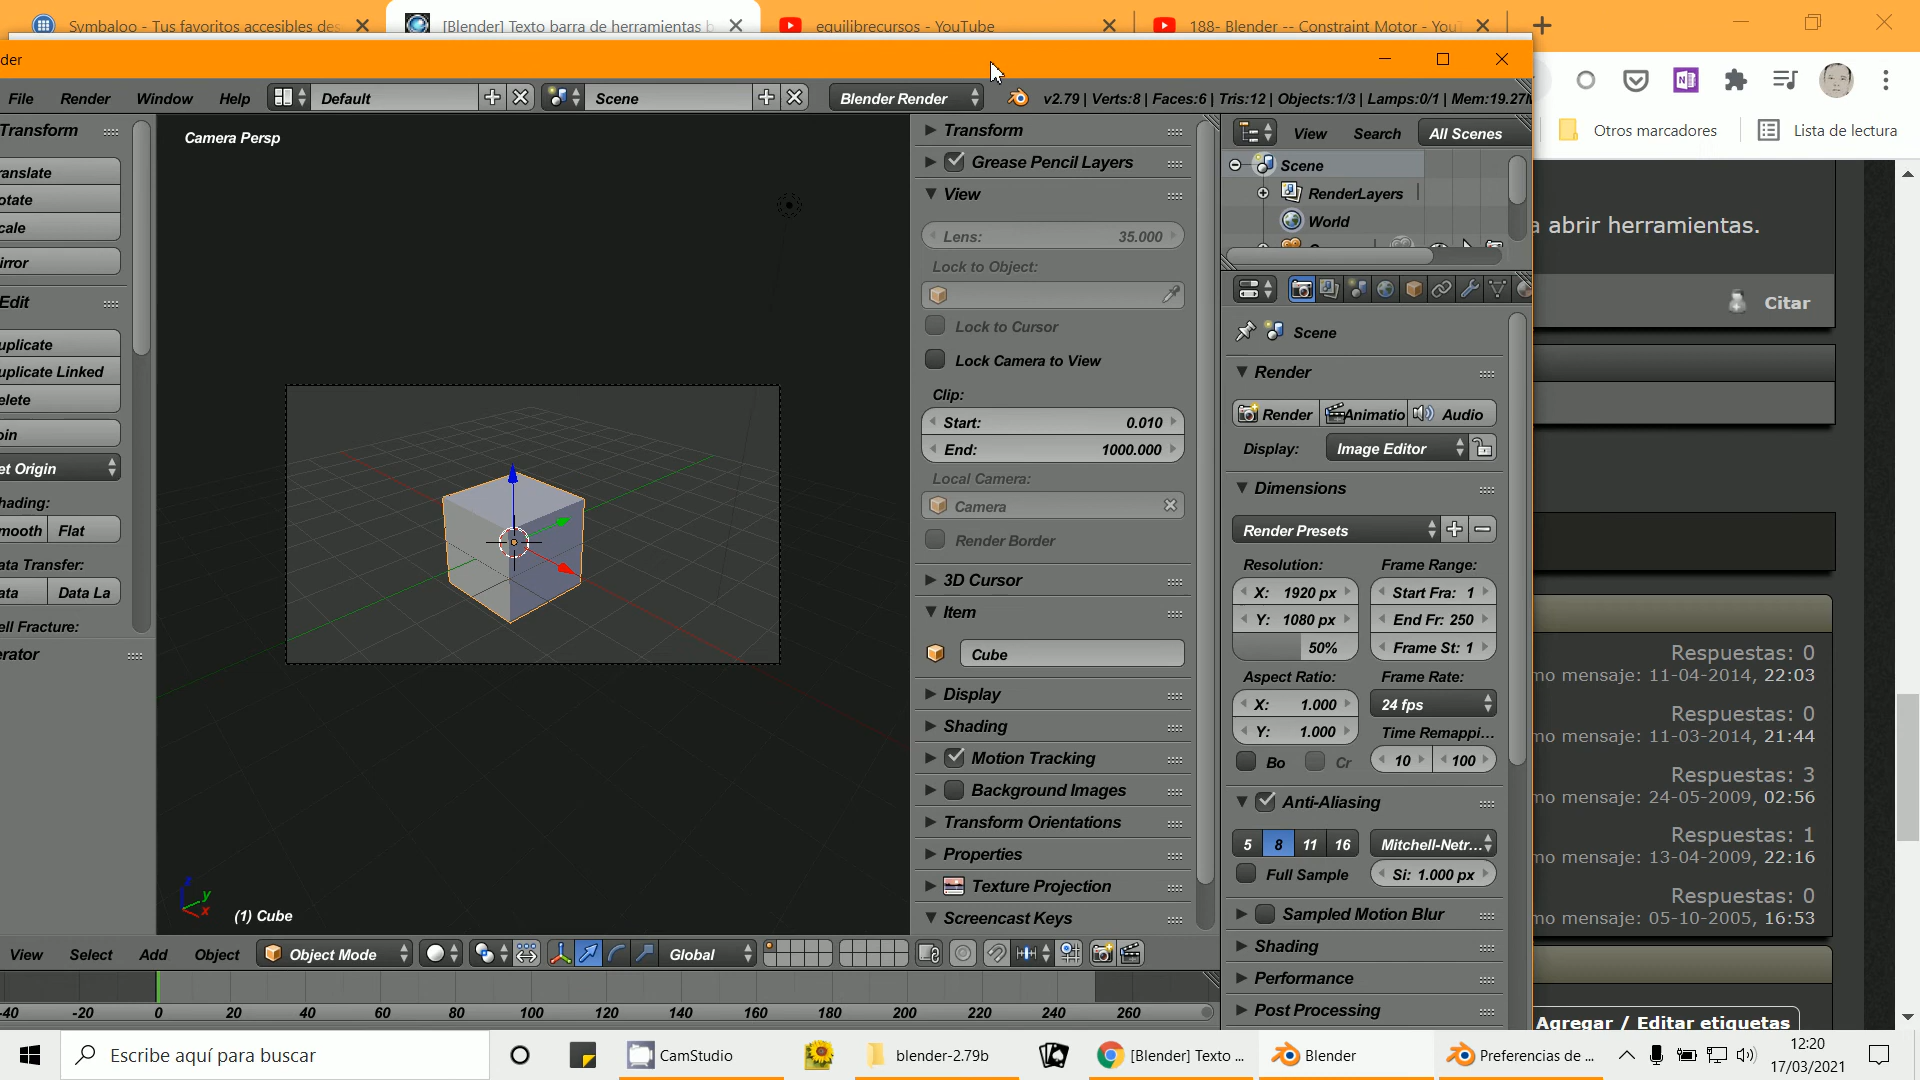 Symbaloo - Tus favoritos accesibles des
[Blender] Texto barra de herramientas b
equilibrecursos - YouTube
188- Blender -- Constraint Motor - You
der
File Render Window Help Default Scene Blender Render v2.79 | Verts:8 | Faces:6 | Tris:12 | Objects:1/3 | Lamps:0/1 | Mem:19.27
Otros marcadores
Lista de lectura
Transform
ranslate
otate
cale
irror
Edit
uplicate
uplicate Linked
elete
oin
et Origin
hading:
mooth Flat
ata Transfer:
ata Data La
ell Fracture:
erator
Camera Persp
(1) Cube
Transform
Grease Pencil Layers
View
Lens: 35.000
Lock to Object:
Lock to Cursor
Lock Camera to View
Clip:
Start: 0.010
End: 1000.000
Local Camera:
Camera
Render Border
3D Cursor
Item
Cube
Display
Shading
Motion Tracking
Background Images
Transform Orientations
Properties
Texture Projection
Screencast Keys
View Search All Scenes
Scene
RenderLayers
World
Scene
Render
Render Animatio Audio
Display: Image Editor
Dimensions
Render Presets
Resolution: Frame Range:
X: 1920 px Start Fra: 1
Y: 1080 px End Fr: 250
50% Frame St: 1
Aspect Ratio: Frame Rate:
X: 1.000 24 fps
Y: 1.000 Time Remappi...
Bo Cr 10 100
Anti-Aliasing
5 8 11 16 Mitchell-Netr...
Full Sample Si: 1.000 px
Sampled Motion Blur
Shading
Performance
Post Processing
a abrir herramientas.
Citar
Respuestas: 0
mo mensaje: 11-04-2014, 22:03
Respuestas: 0
mo mensaje: 11-03-2014, 21:44
Respuestas: 3
mo mensaje: 24-05-2009, 02:56
Respuestas: 1
mo mensaje: 13-04-2009, 22:16
Respuestas: 0
mo mensaje: 05-10-2005, 16:53
Agregar / Editar etiquetas
View Select Add Object Object Mode Global
-40 -20 0 20 40 60 80 100 120 140 160 180 200 220 240 260
z
y
x
Escribe aquí para buscar
CamStudio
blender-2.79b
[Blender] Texto ...
Blender
Preferencias de ...
12:20
17/03/2021